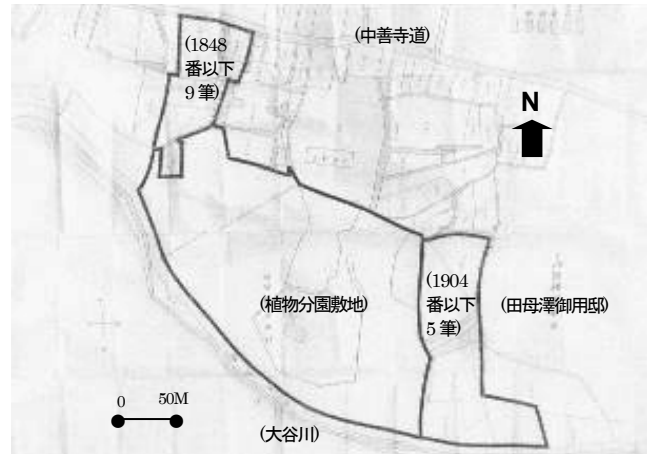 (中善寺道)
(1848
番以下
9筆)
N
(1904
番以下
5筆)
(植物分園敷地)
(田母澤御用邸)
0 50M
(大谷川)